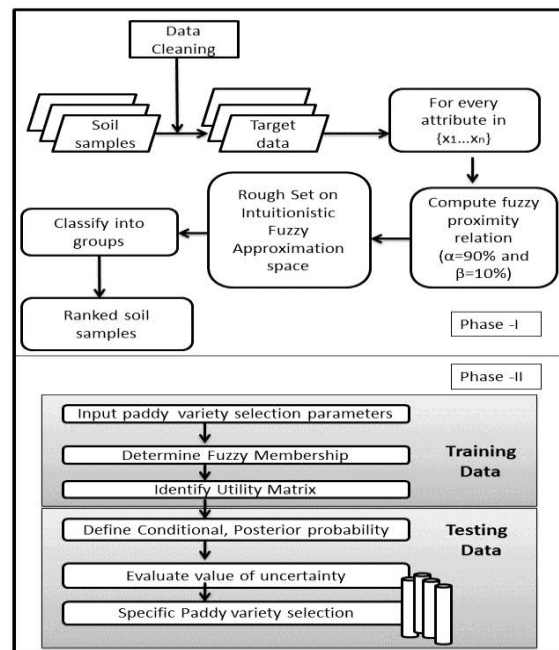 Data
Cleaning
Soil
samples
Target
data
For every
attribute in
{x1...xn}
Compute fuzzy
proximity
relation
(α=90% and
β=10%)
Rough Set on
Intuitionistic
Fuzzy
Approximation
space
Classify into
groups
Ranked soil
samples
Phase -I
Phase -II
Input paddy variety selection parameters
Determine Fuzzy Membership
Identify Utility Matrix
Training
Data
Define Conditional, Posterior probability
Evaluate value of uncertainty
Specific Paddy variety selection
Testing
Data